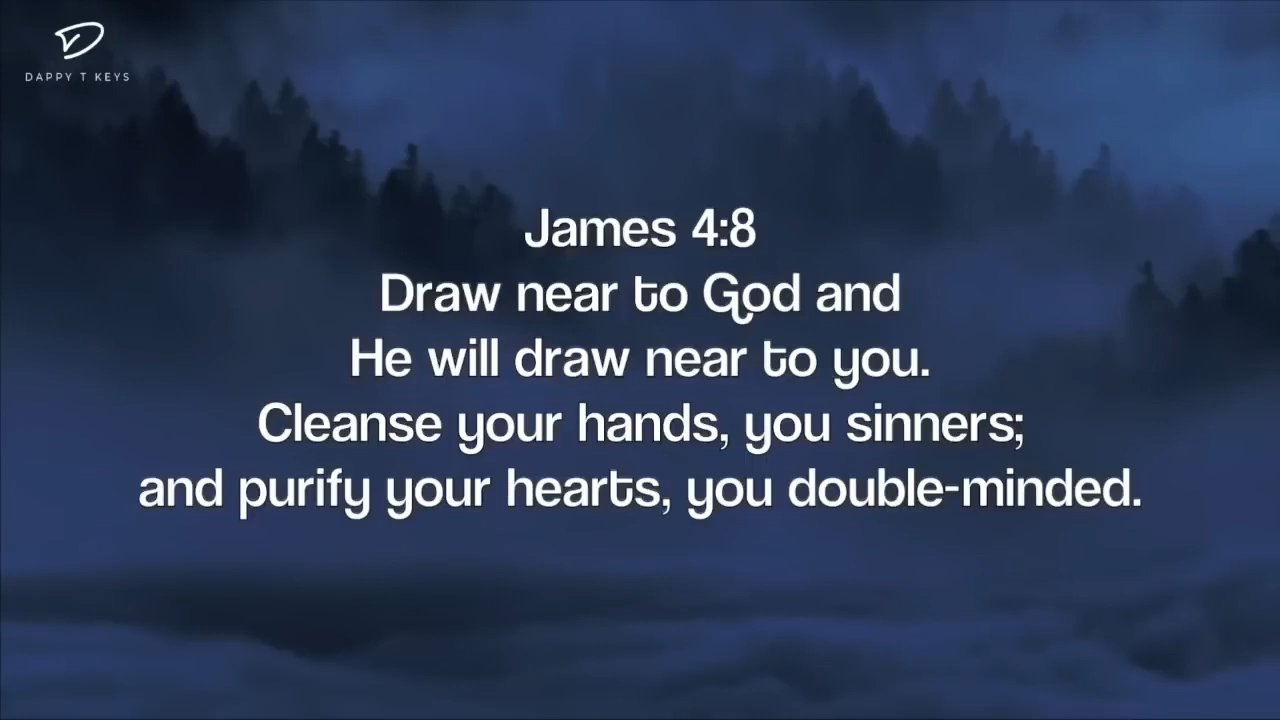 DAPPY T KEYS
James 4:8
Draw near to God and
He will draw near to you.
Cleanse your hands, you sinners;
and purify your hearts, you double-minded.